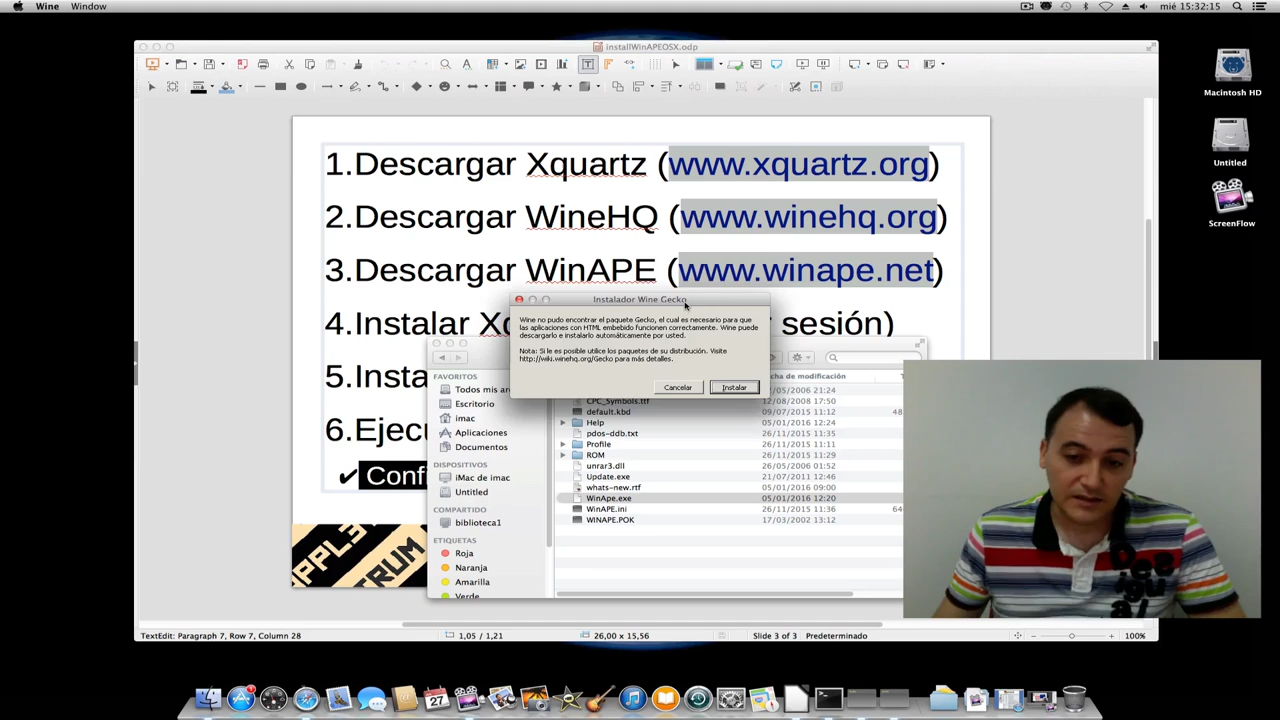 Wine Window
mié 15:32:15
installWinAPEOSX.odp
Macintosh HD
Untitled
ScreenFlow
1.Descargar Xquartz (www.xquartz.org)
2.Descargar WineHQ (www.winehq.org)
3.Descargar WinAPE (www.winape.net)
4.Instalar Xq
sesión)
5.Insta
6.Ejecu
✔ Confi
Instalador Wine Gecko
Wine no pudo encontrar el paquete Gecko, el cual es necesario para que
las aplicaciones con HTML embebido funcionen correctamente. Wine puede
descargarlo e instalarlo automáticamente por usted.
Nota: Si le es posible utilice los paquetes de su distribución. Visite
http://wiki.winehq.org/Gecko para más detalles.
Cancelar Instalar
FAVORITOS
Todos mis ar
Escritorio
imac
Aplicaciones
Documentos
DISPOSITIVOS
iMac de imac
Untitled
COMPARTIDO
biblioteca1
ETIQUETAS
Roja
Naranja
Amarilla
Verde
cha de modificación
/05/2006 21:24
CPC_Symbols.ttf 12/08/2008 17:50
default.kbd 09/07/2015 11:12 48
Help 05/01/2016 12:24
pdos-ddb.txt 26/11/2015 11:35
Profile 26/11/2015 11:11
ROM 26/11/2015 11:29
unrar3.dll 26/05/2006 01:52
Update.exe 21/07/2011 12:46
whats-new.rtf 05/01/2016 09:00
WinApe.exe 05/01/2016 12:20
WinAPE.ini 26/11/2015 11:36 64
WINAPE.POK 17/03/2002 13:12
TextEdit: Paragraph 7, Row 7, Column 28
1,05 / 1,21
26,00 x 15,56
Slide 3 of 3
Predeterminado
100%